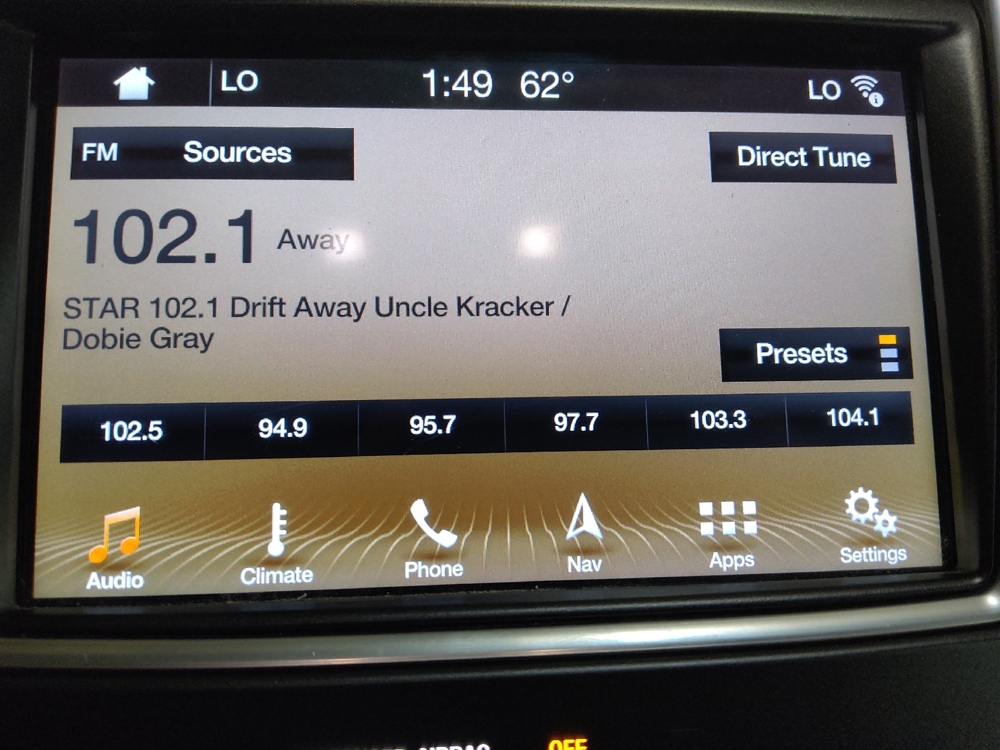 LO 1:49 62° LO
FM Sources
Direct Tune
102.1 Away
STAR 102.1 Drift Away Uncle Kracker /
Dobie Gray
Presets
102.5 94.9 95.7 97.7 103.3 104.1
Audio Climate Phone Nav Apps Settings
OFF